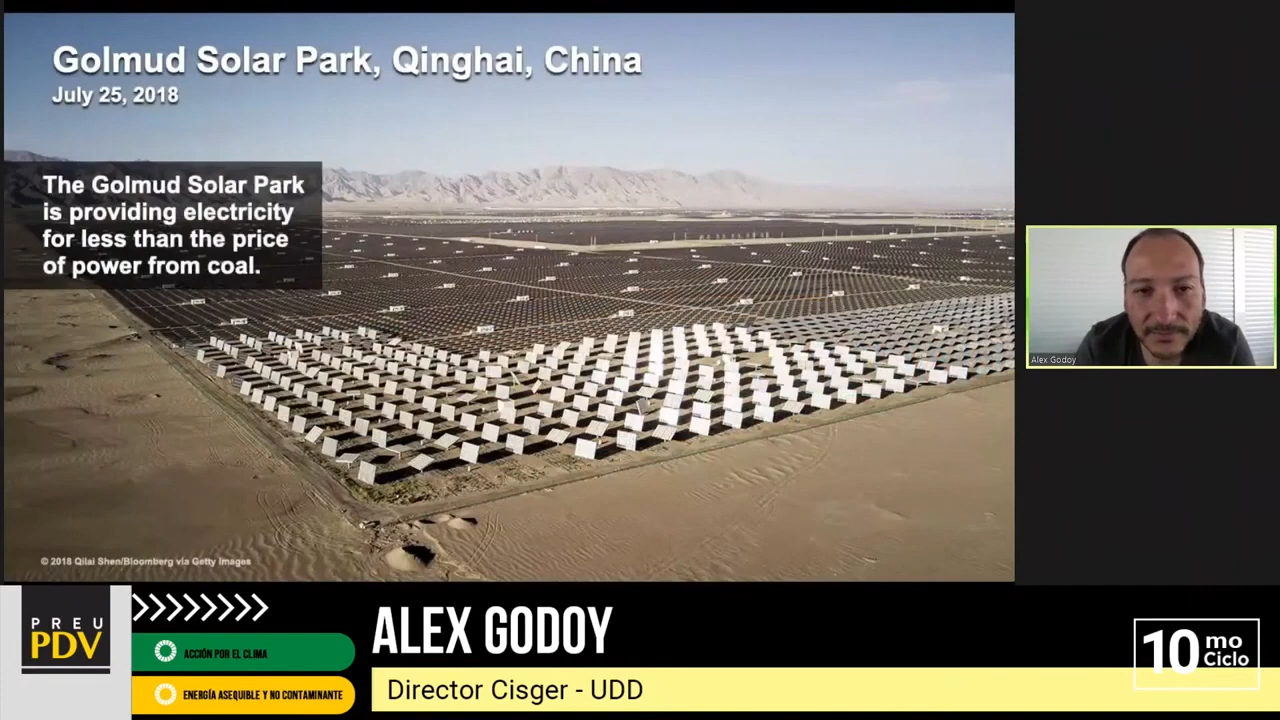 Golmud Solar Park, Qinghai, China
July 25, 2018
The Golmud Solar Park
is providing electricity
for less than the price
of power from coal.
© 2018 Qilai Shen/Bloomberg via Getty Images
Alex Godoy
PREU
PDV
ACCIÓN POR EL CLIMA
ENERGÍA ASEQUIBLE Y NO CONTAMINANTE
ALEX GODOY
Director Cisger - UDD
10 mo
Ciclo